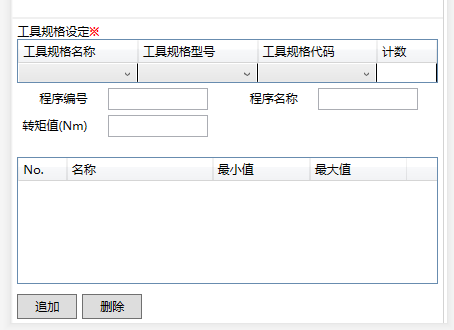 工具规格设定※
工具规格名称 工具规格型号 工具规格代码 计数
程序编号 程序名称
转矩值(Nm)
No. 名称 最小值 最大值
追加 删除